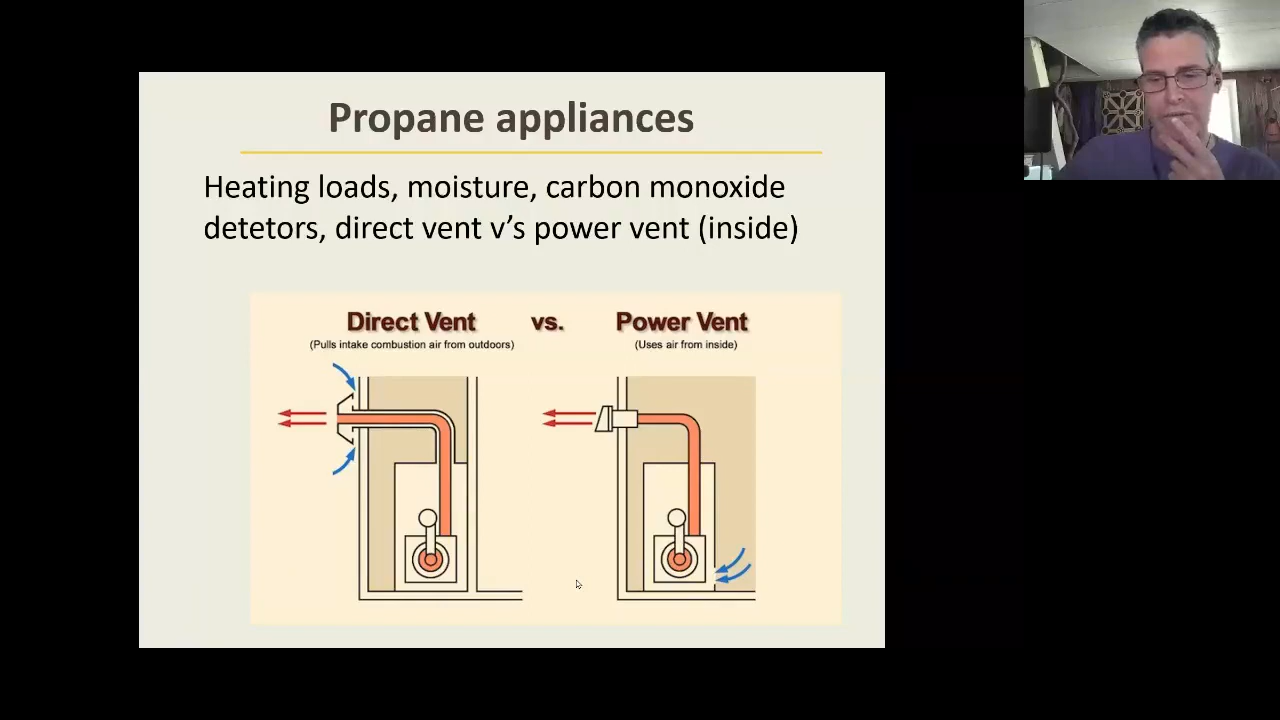 Propane appliances
Heating loads, moisture, carbon monoxide
detetors, direct vent v’s power vent (inside)
Direct Vent vs. Power Vent
(Pulls intake combustion air from outdoors) (Uses air from inside)